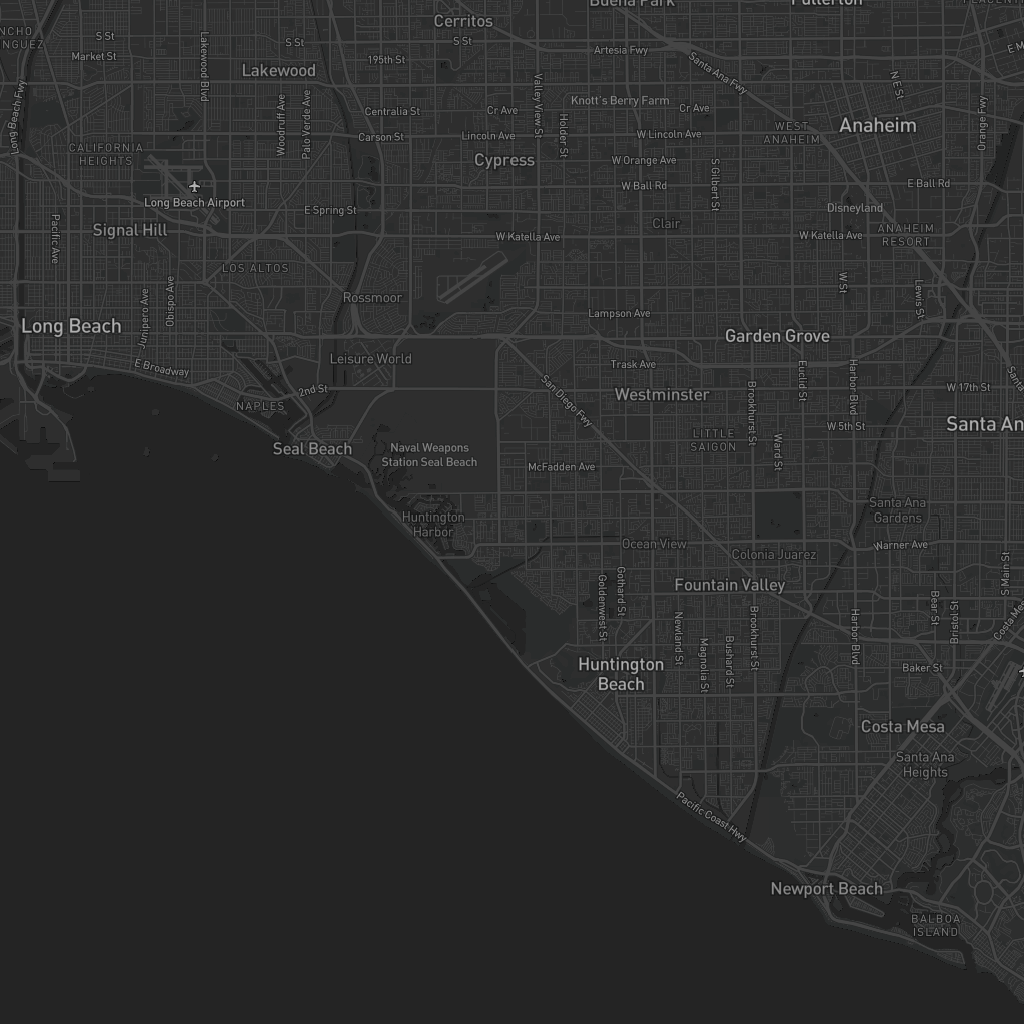 Buena Park
Fullerton
Cerritos
S St
S St
S St
Artesia Fwy
Market St
195th St
Santa Ana Fwy
Lakewood Blvd
Lakewood
Long Beach Fwy
Woodruff Ave
Palo Verde Ave
Valley View St
Knott's Berry Farm
N E St
Centralia St
Cr Ave
Cr Ave
Holder St
Orange Fwy
Carson St
Lincoln Ave
W Lincoln Ave
WEST
ANAHEIM
Anaheim
CALIFORNIA
HEIGHTS
Cypress
W Orange Ave
S Gilbert St
W Ball Rd
E Ball Rd
Long Beach Airport
E Spring St
Disneyland
Pacific Ave
Signal Hill
Clair
W Katella Ave
W Katella Ave
ANAHEIM
RESORT
LOS ALTOS
W St
Lewis St
Junipero Ave
Obispo Ave
Rossmoor
Lampson Ave
Long Beach
Garden Grove
Leisure World
Trask Ave
E Broadway
2nd St
San Diego Fwy
Westminster
Brookhurst St
Euclid St
Harbor Blvd
W 17th St
NAPLES
W 5th St
Santa An
Seal Beach
Naval Weapons
Station Seal Beach
LITTLE
SAIGON
Ward St
McFadden Ave
Huntington
Harbor
Santa Ana
Gardens
Ocean View
Colonia Juarez
Warner Ave
Goldenwest St
Gothard St
Fountain Valley
S Main St
Newland St
Magnolia St
Bushard St
Brookhurst St
Harbor Blvd
Bear St
Bristol St
Costa Mes
Huntington
Beach
Baker St
Costa Mesa
Santa Ana
Heights
Pacific Coast Hwy
Newport Beach
BALBOA
ISLAND